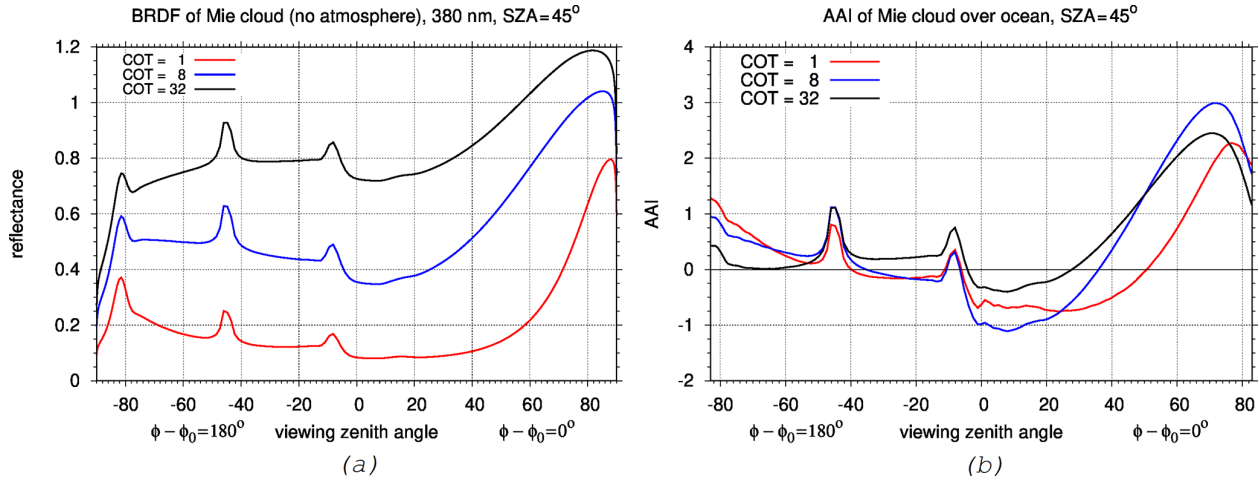 BRDF of Mie cloud (no atmosphere), 380 nm, SZA=45°
COT = 1
COT = 8
COT = 32
reflectance
1.2
1
0.8
0.6
0.4
0.2
0
-80 -60 -40 -20 0 20 40 60 80
ϕ−ϕ₀=180° viewing zenith angle ϕ−ϕ₀=0°
(a)
AAI of Mie cloud over ocean, SZA=45°
COT = 1
COT = 8
COT = 32
AAI
4
3
2
1
0
-1
-2
-80 -60 -40 -20 0 20 40 60 80
ϕ−ϕ₀=180° viewing zenith angle ϕ−ϕ₀=0°
(b)